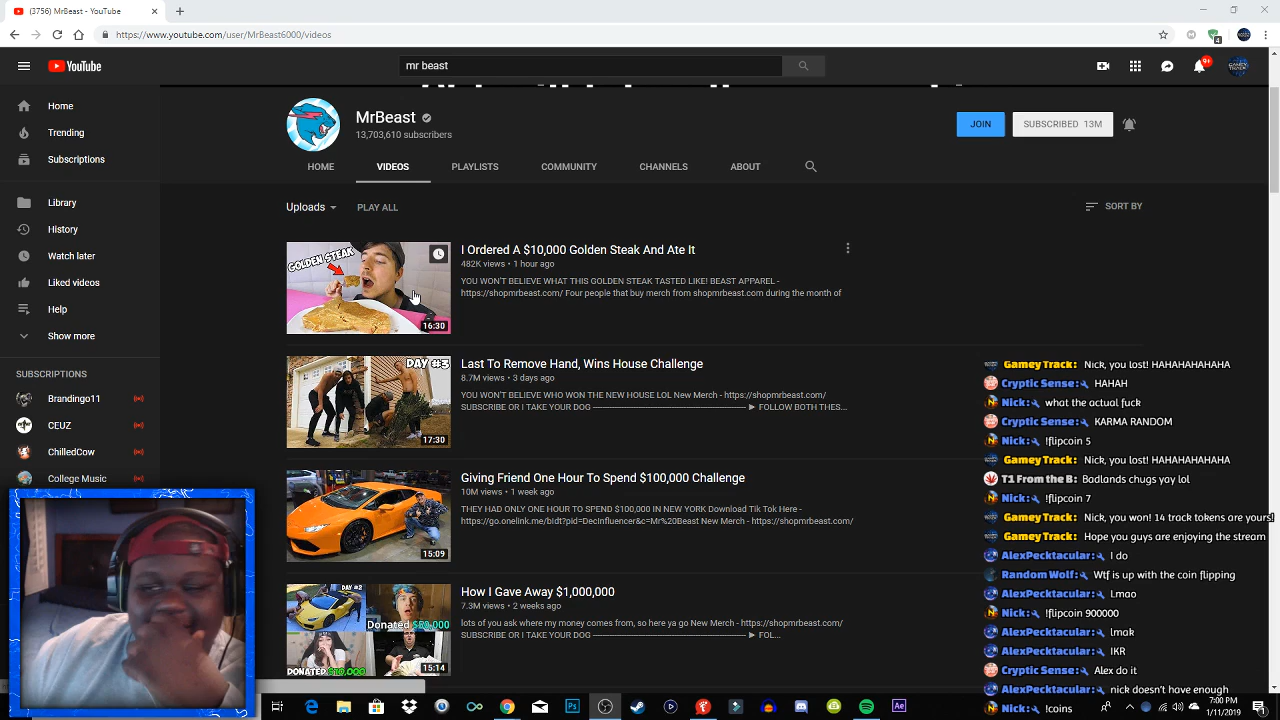 (3756) MrBeast - YouTube
https://www.youtube.com/user/MrBeast6000/videos
4
YouTube
mr beast
9+
Home
Trending
Subscriptions
Library
History
Watch later
Liked videos
Help
Show more
SUBSCRIPTIONS
Brandingo11
CEUZ
ChilledCow
College Music
MrBeast
13,703,610 subscribers
JOIN
SUBSCRIBED 13M
HOME
VIDEOS
PLAYLISTS
COMMUNITY
CHANNELS
ABOUT
Uploads
PLAY ALL
SORT BY
GOLDEN STEAK
16:30
I Ordered A $10,000 Golden Steak And Ate It
482K views • 1 hour ago
YOU WON'T BELIEVE WHAT THIS GOLDEN STEAK TASTED LIKE! BEAST APPAREL -
https://shopmrbeast.com/ Four people that buy merch from shopmrbeast.com during the month of
DAY #3
17:30
Last To Remove Hand, Wins House Challenge
8.7M views • 3 days ago
YOU WON'T BELIEVE WHO WON THE NEW HOUSE LOL New Merch - https://shopmrbeast.com/
SUBSCRIBE OR I TAKE YOUR DOG ────────────────── ► FOLLOW BOTH THES...
15:09
Giving Friend One Hour To Spend $100,000 Challenge
10M views • 1 week ago
THEY HAD ONLY ONE HOUR TO SPEND $100,000 IN NEW YORK Download Tik Tok Here -
https://go.onelink.me/bIdt?pid=DecInfluencer&c=Mr%20Beast New Merch - https://shopmrbeast.com/
DAY #2
Donated $50,000
DONATED $10,000
15:14
How I Gave Away $1,000,000
7.3M views • 2 weeks ago
lots of you ask where my money comes from, so here ya go New Merch - https://shopmrbeast.com/
SUBSCRIBE OR I TAKE YOUR DOG ────────────────── ► FOL...
Gamey Track: Nick, you lost! HAHAHAHAHAHA
Cryptic Sense: HAHAH
Nick: what the actual fuck
Cryptic Sense: KARMA RANDOM
Nick: !flipcoin 5
Gamey Track: Nick, you lost! HAHAHAHAHAHA
T1 From the B: Badlands chugs yay lol
Nick: !flipcoin 7
Gamey Track: Nick, you won! 14 track tokens are yours!
Gamey Track: Hope you guys are enjoying the stream
AlexPecktacular: I do
Random Wolf: Wtf is up with the coin flipping
AlexPecktacular: Lmao
Nick: !flipcoin 900000
AlexPecktacular: lmak
AlexPecktacular: IKR
Cryptic Sense: Alex do it
AlexPecktacular: nick doesn't have enough
Nick: !coins
Ps
Ae
7:00 PM
1/11/2019